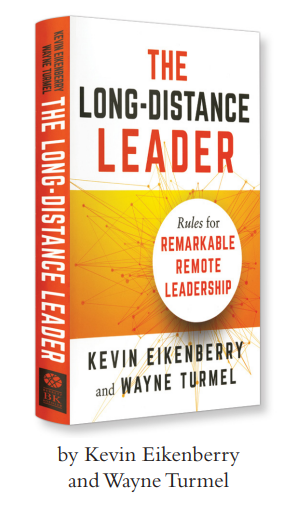 KEVIN EIKENBERRY
WAYNE TURMEL
THE LONG-DISTANCE LEADER
BK
THE
LONG-DISTANCE
LEADER
Rules for
REMARKABLE
REMOTE
LEADERSHIP
KEVIN EIKENBERRY
and WAYNE TURMEL
by Kevin Eikenberry
and Wayne Turmel